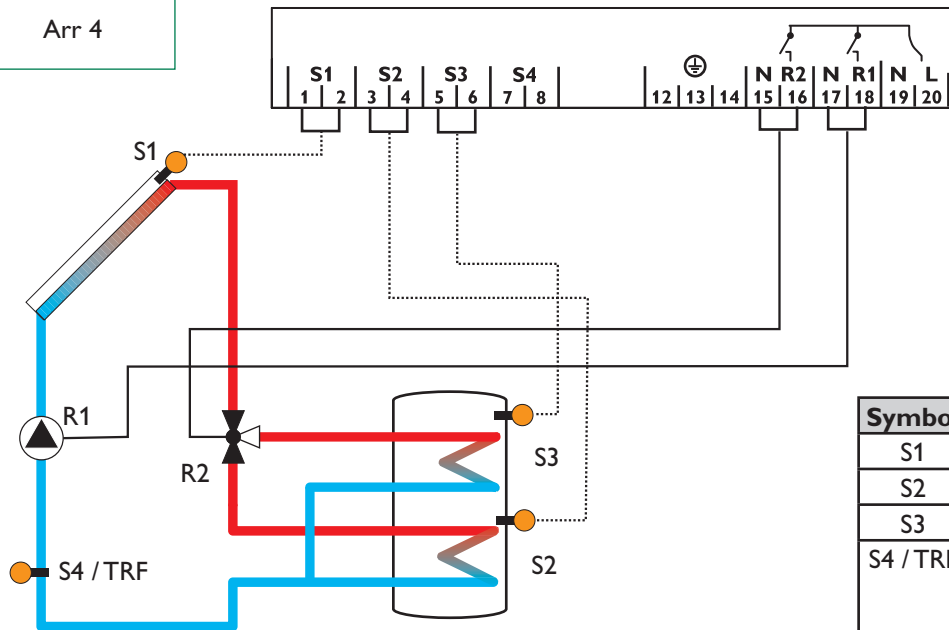 Arr 4
S1 S2 S3 S4 N R2 N R1 N L
1 2 3 4 5 6 7 8 12 13 14 15 16 17 18 19 20
S1
R1
R2
S3
S2
S4 / TRF
Symbo
S1
S2
S3
S4 / TRF